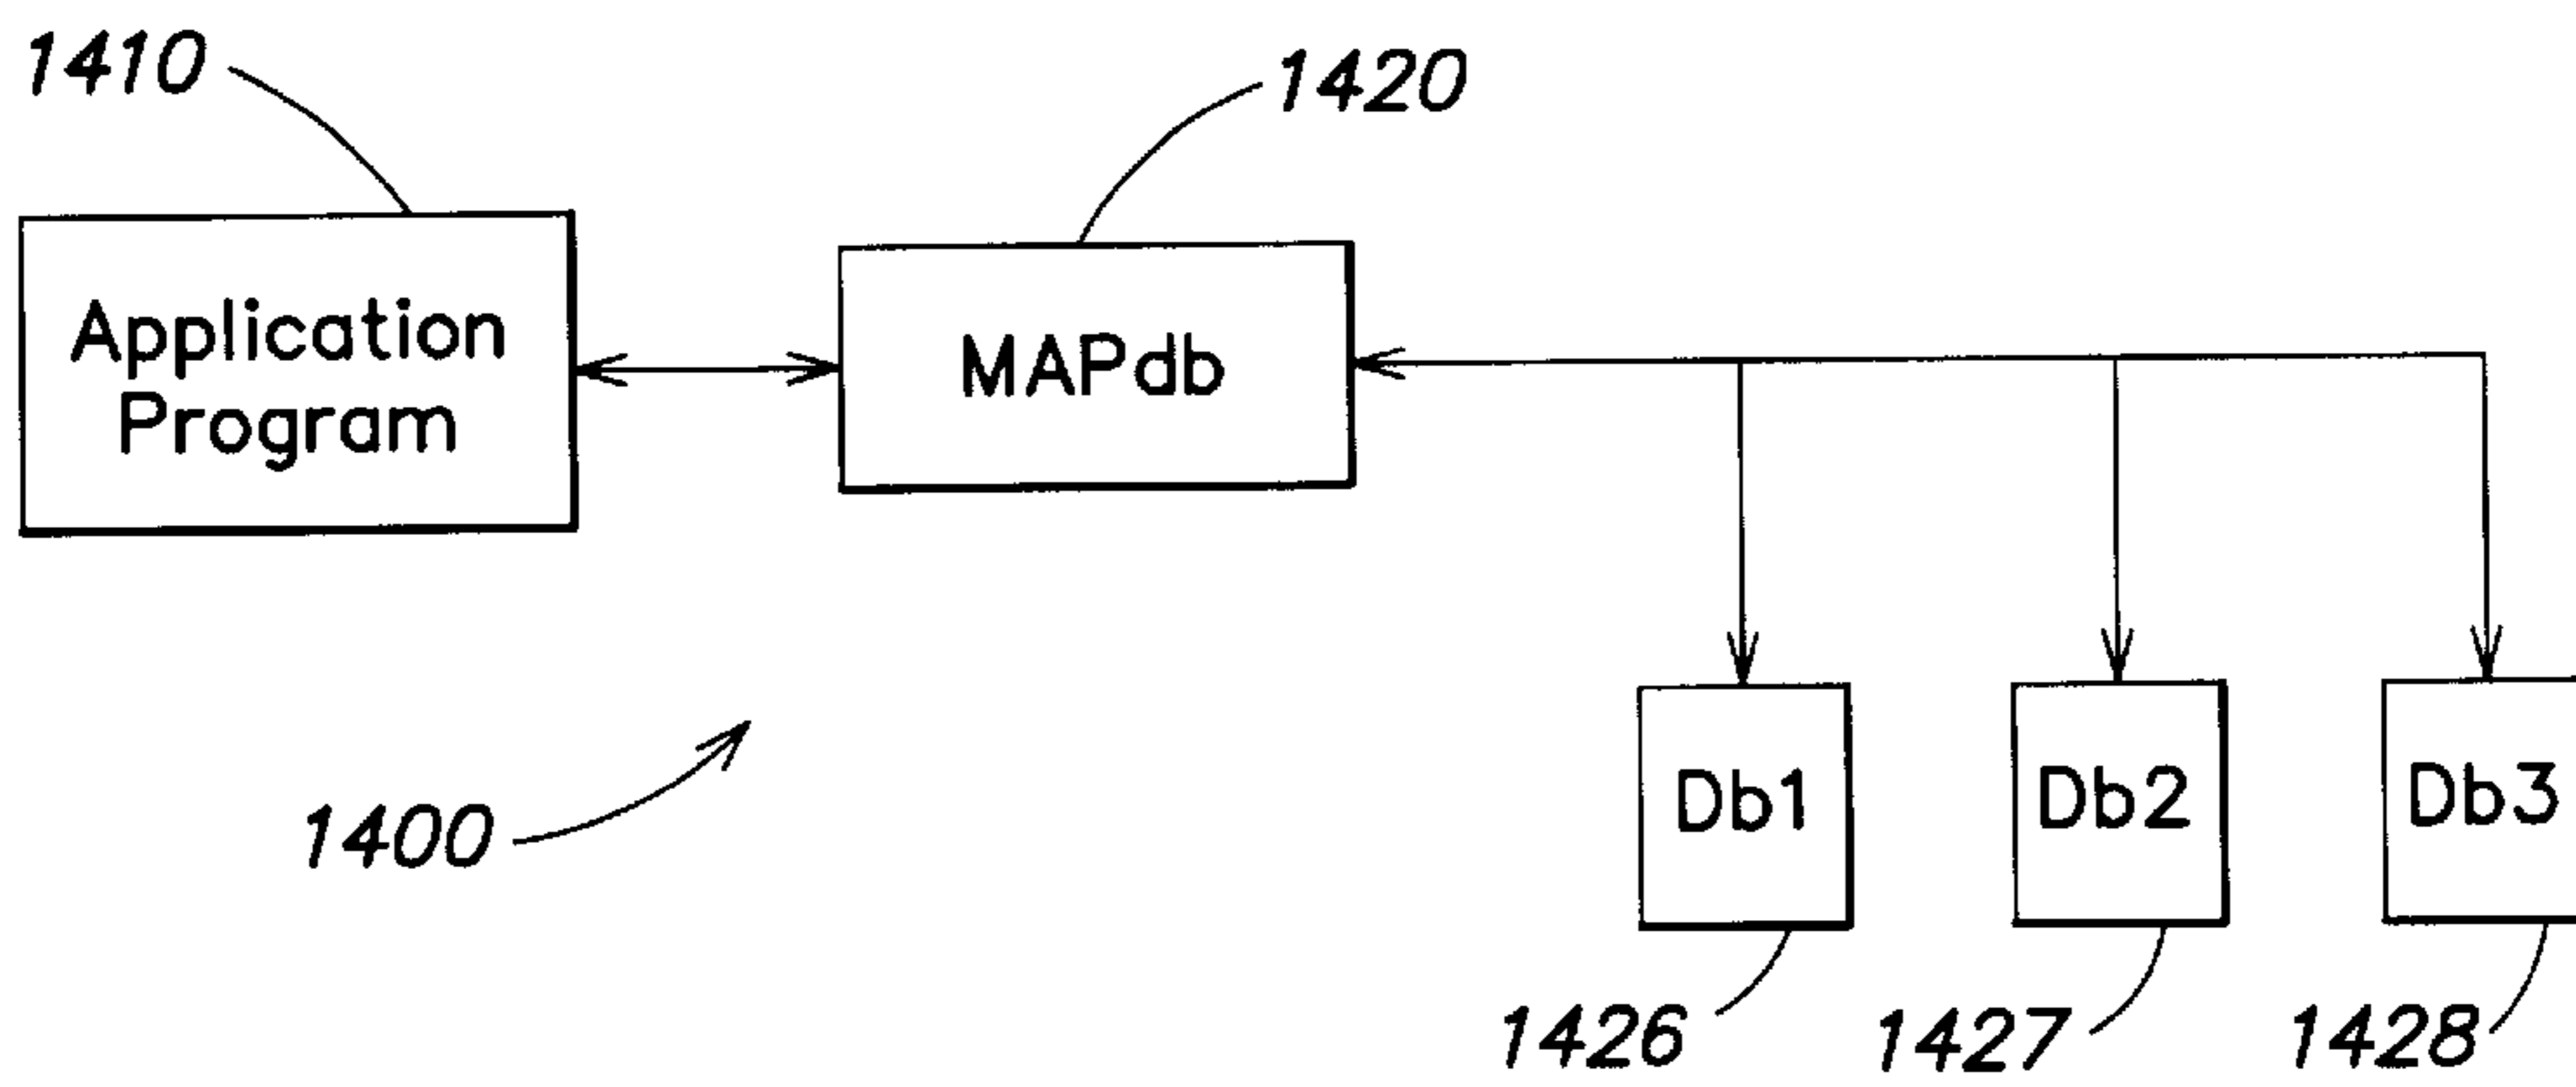 1410
1420
Application
Program
MAPdb
1400
Db1
Db2
Db3
1426
1427
1428